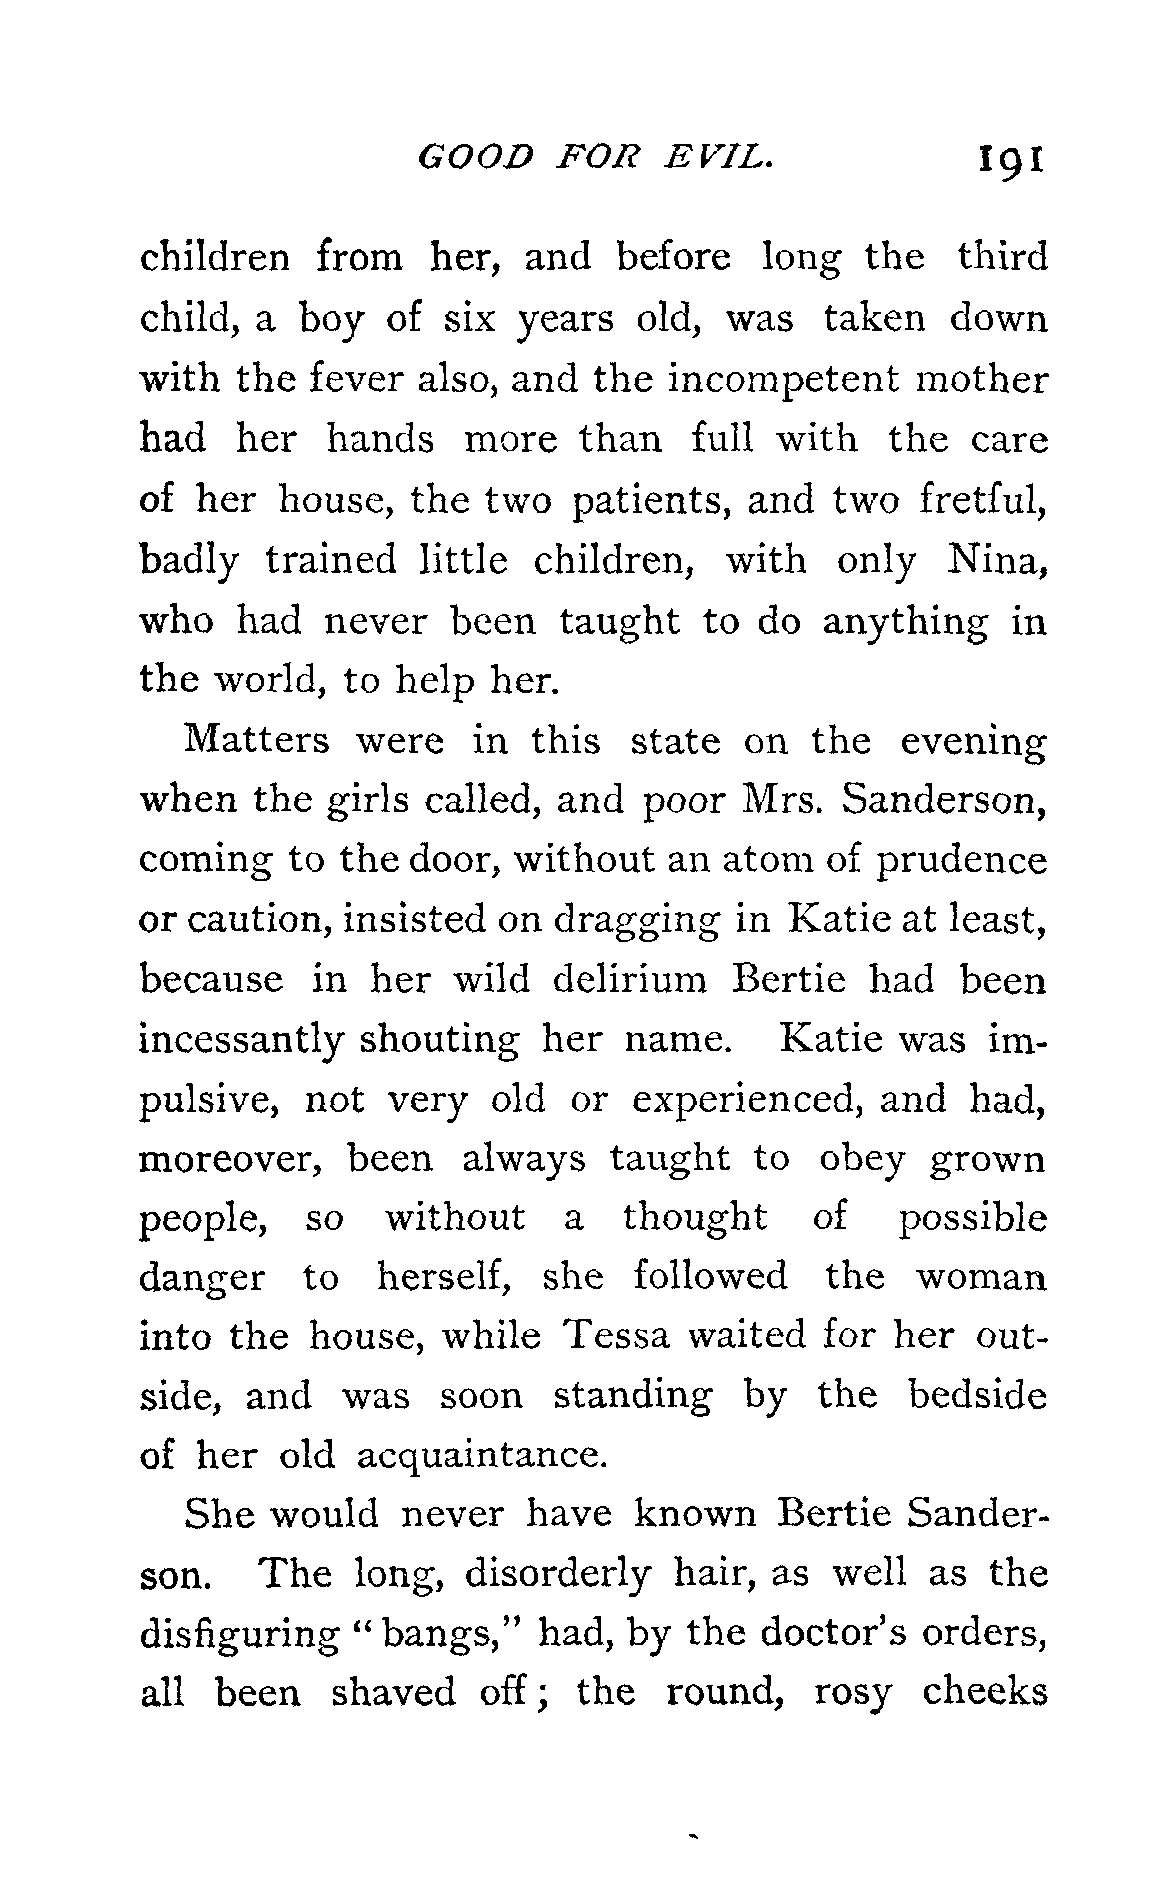 GOOD FOR EVIL. 191
children from her, and before long the third
child, a boy of six years old, was taken down
with the fever also, and the incompetent mother
had her hands more than full with the care
of her house, the two patients, and two fretful,
badly trained little children, with only Nina,
who had never been taught to do anything in
the world, to help her.
Matters were in this state on the evening
when the girls called, and poor Mrs. Sanderson,
coming to the door, without an atom of prudence
or caution, insisted on dragging in Katie at least,
because in her wild delirium Bertie had been
incessantly shouting her name. Katie was im-
pulsive, not very old or experienced, and had,
moreover, been always taught to obey grown
people, so without a thought of possible
danger to herself, she followed the woman
into the house, while Tessa waited for her out-
side, and was soon standing by the bedside
of her old acquaintance.
She would never have known Bertie Sander-
son. The long, disorderly hair, as well as the
disfiguring "bangs," had, by the doctor's orders,
all been shaved off; the round, rosy cheeks